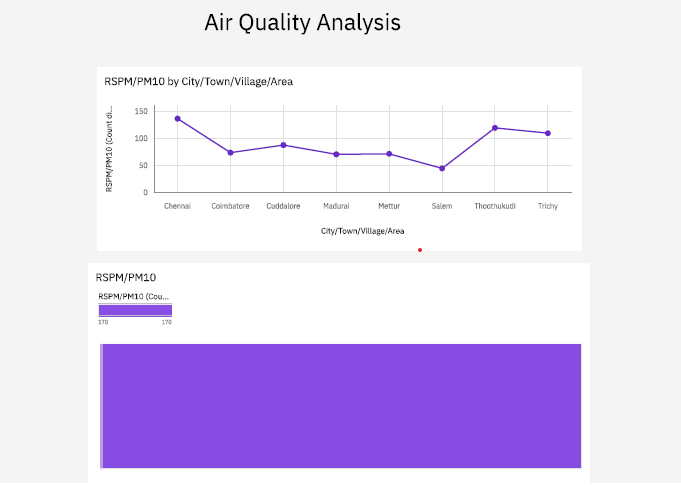 Air Quality Analysis
RSPM/PM10 by City/Town/Village/Area
RSPM/PM10 (Count di...
150
100
50
0
Chennai Coimbatore Cuddalore Madurai Mettur Salem Thoothukudi Trichy
City/Town/Village/Area
RSPM/PM10
RSPM/PM10 (Cou...
170 170